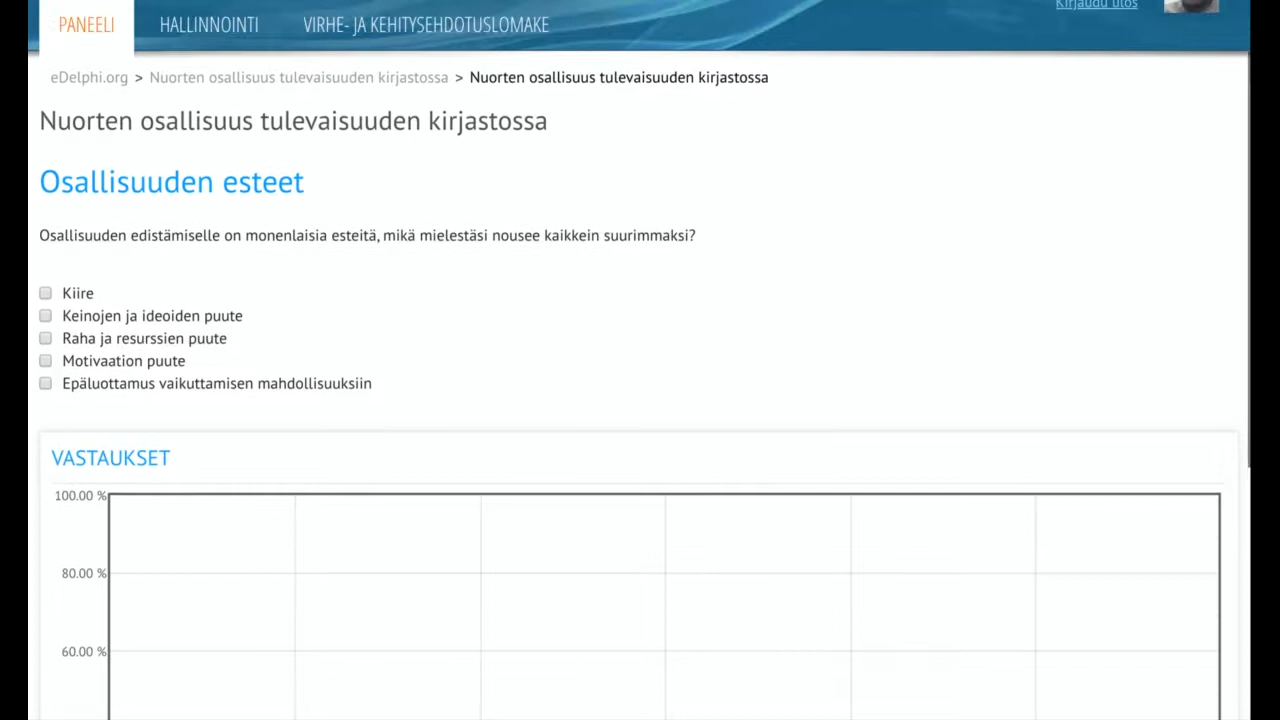 Kirjaudu ulos
PANEELI HALLINNOINTI VIRHE- JA KEHITYSEHDOTUSLOMAKE
eDelphi.org > Nuorten osallisuus tulevaisuuden kirjastossa > Nuorten osallisuus tulevaisuuden kirjastossa
Nuorten osallisuus tulevaisuuden kirjastossa
Osallisuuden esteet
Osallisuuden edistämiselle on monenlaisia esteitä, mikä mielestäsi nousee kaikkein suurimmaksi?
Kiire
Keinojen ja ideoiden puute
Raha ja resurssien puute
Motivaation puute
Epäluottamus vaikuttamisen mahdollisuuksiin
VASTAUKSET
100.00 %
80.00 %
60.00 %